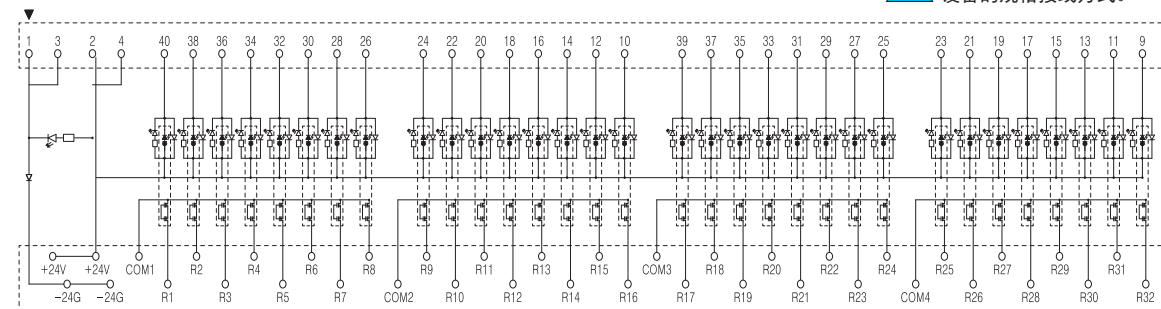 设备的规格接线方式。
1 3 2 4 40 38 36 34 32 30 28 26 24 22 20 18 16 14 12 10 39 37 35 33 31 29 27 25 23 21 19 17 15 13 11 9
+24V +24V COM1 R2 R4 R6 R8 R9 R11 R13 R15 COM3 R18 R20 R22 R24 R25 R27 R29 R31
−24G −24G R1 R3 R5 R7 COM2 R10 R12 R14 R16 R17 R19 R21 R23 COM4 R26 R28 R30 R32